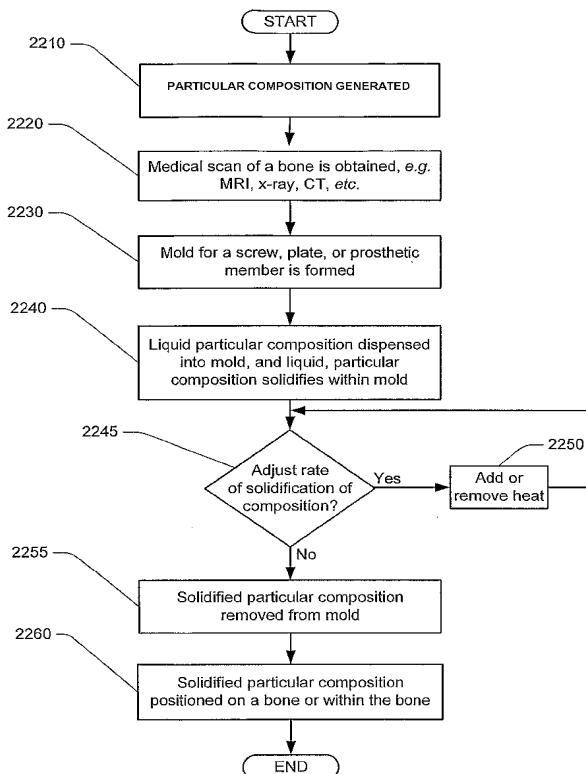 START
2210
PARTICULAR COMPOSITION GENERATED
2220
Medical scan of a bone is obtained, e.g.
MRI, x-ray, CT, etc.
2230
Mold for a screw, plate, or prosthetic
member is formed
2240
Liquid particular composition dispensed
into mold, and liquid, particular
composition solidifies within mold
2245
Adjust rate
of solidification of
composition?
Yes
2250
Add or
remove heat
No
2255
Solidified particular composition
removed from mold
2260
Solidified particular composition
positioned on a bone or within the bone
END